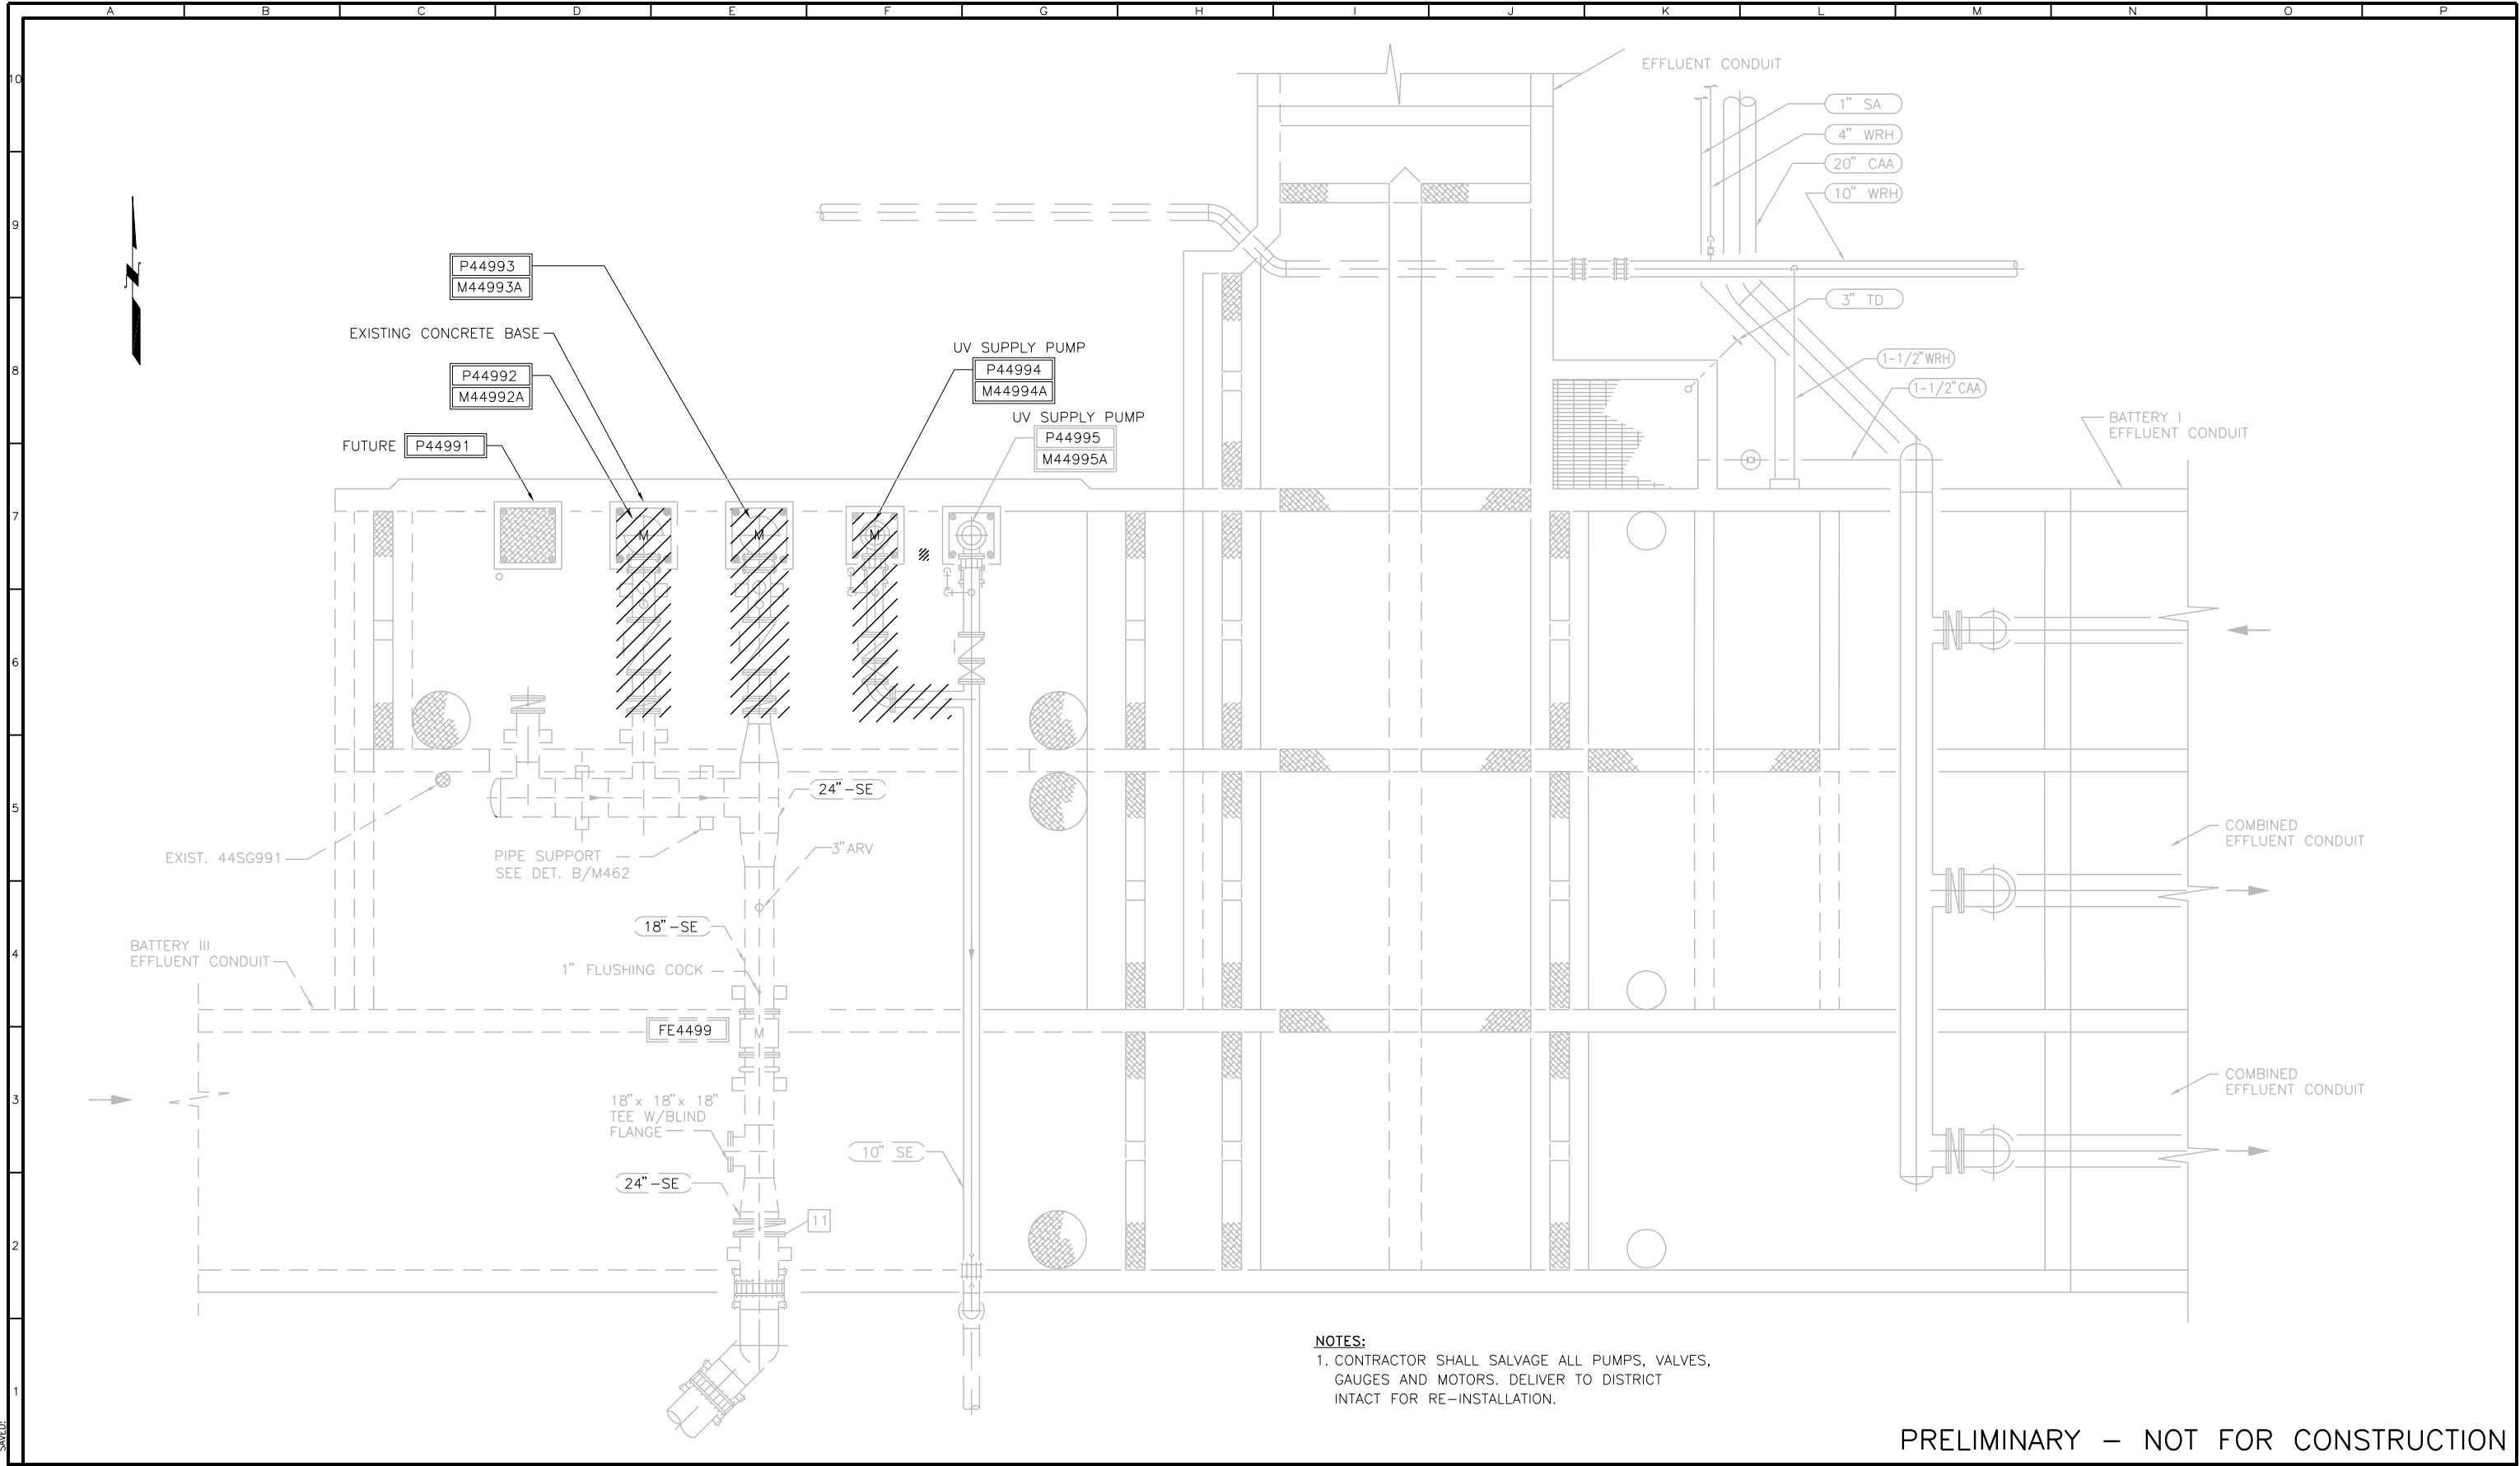 A B C D E F G H I J K L M N O P
10
9
8
7
6
5
4
3
2
1
EFFLUENT CONDUIT
1" SA
4" WRH
20" CAA
10" WRH
3" TD
1-1/2"WRH
1-1/2"CAA
P44993
M44993A
EXISTING CONCRETE BASE
P44992
M44992A
FUTURE P44991
UV SUPPLY PUMP
P44994
M44994A
UV SUPPLY PUMP
P44995
M44995A
BATTERY I
EFFLUENT CONDUIT
M
M
M
24"-SE
EXIST. 44SG991
PIPE SUPPORT
SEE DET. B/M462
3"ARV
COMBINED
EFFLUENT CONDUIT
18"-SE
BATTERY III
EFFLUENT CONDUIT
1" FLUSHING COCK
FE4499
M
18"x 18"x 18"
TEE W/BLIND
FLANGE
10" SE
COMBINED
EFFLUENT CONDUIT
24"-SE
11
NOTES:
1. CONTRACTOR SHALL SALVAGE ALL PUMPS, VALVES,
GAUGES AND MOTORS. DELIVER TO DISTRICT
INTACT FOR RE-INSTALLATION.
SAVED:
PRELIMINARY - NOT FOR CONSTRUCTION